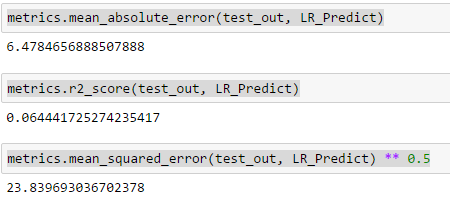 metrics.mean_absolute_error(test_out, LR_Predict)
6.4784656888507888
metrics.r2_score(test_out, LR_Predict)
0.064441725274235417
metrics.mean_squared_error(test_out, LR_Predict) ** 0.5
23.839693036702378